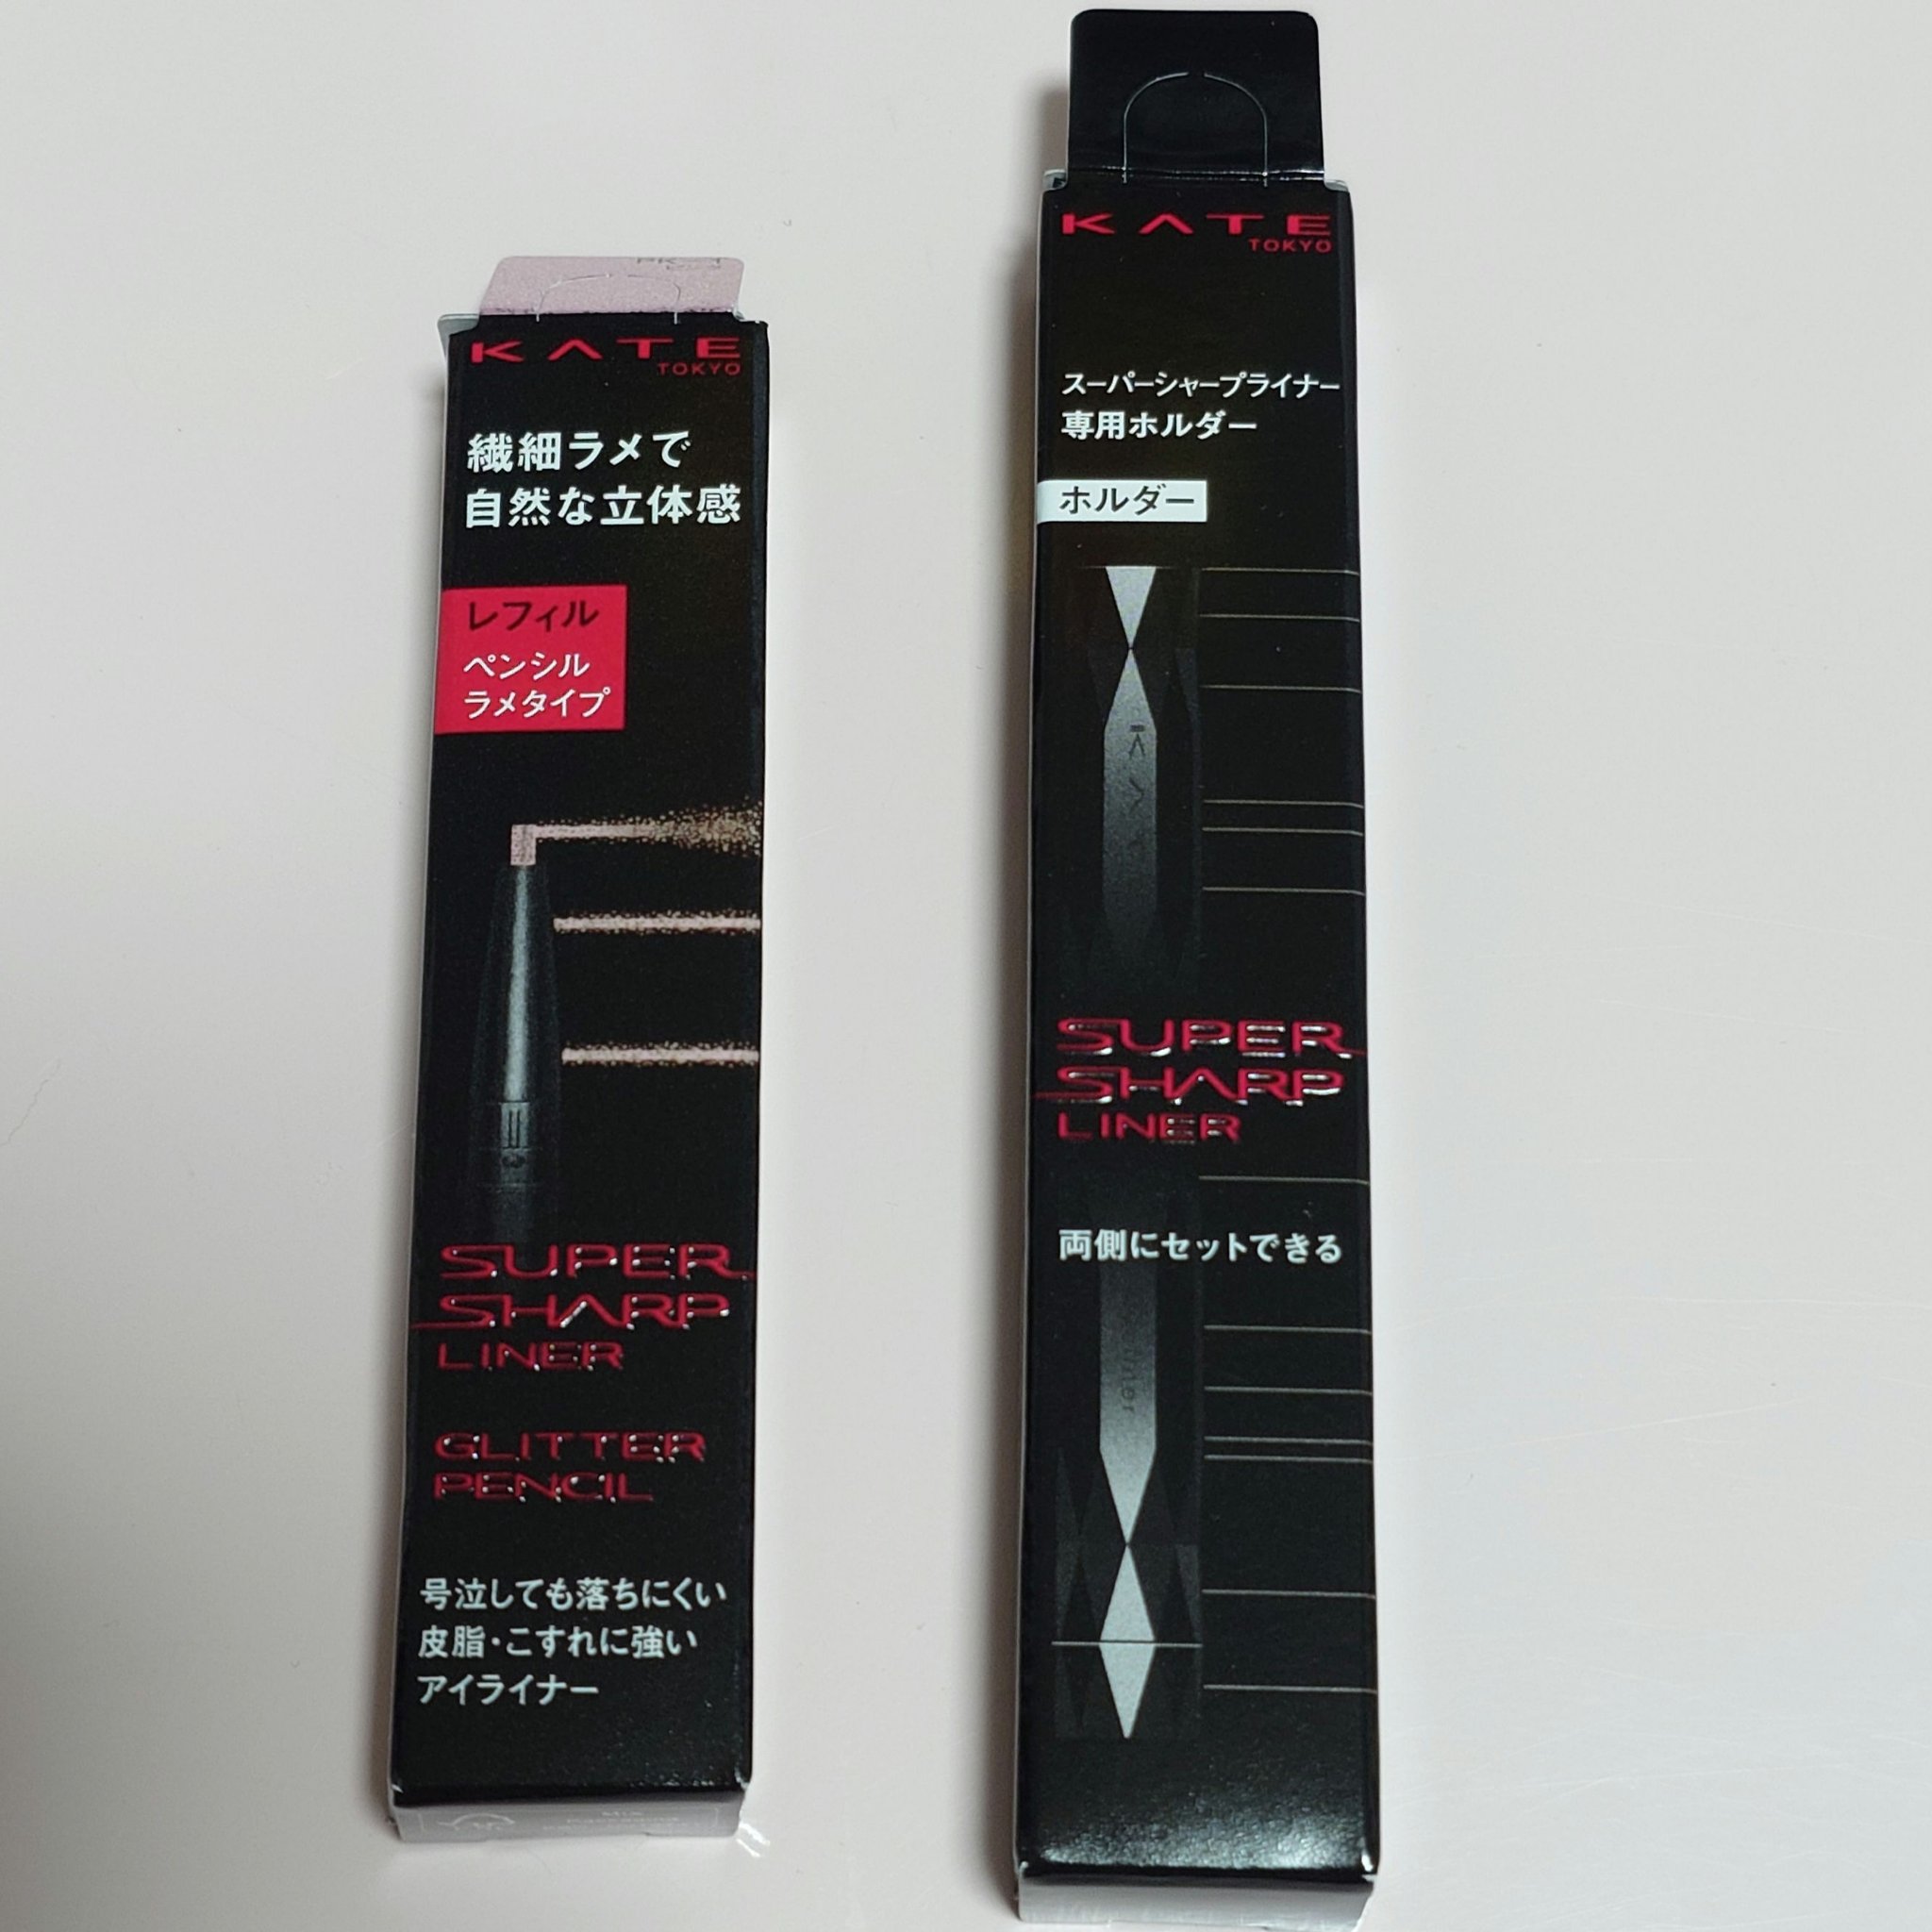 PK-1
KATE
TOKYO
繊細ラメで
自然な立体感
レフィル
ペンシル
ラメタイプ
SUPER
SHARP
LINER
GLITTER
PENCIL
号泣しても落ちにくい
皮脂・こすれに強い
アイライナー
KATE
TOKYO
スーパーシャープライナー
専用ホルダー
ホルダー
SUPER
SHARP
LINER
両側にセットできる